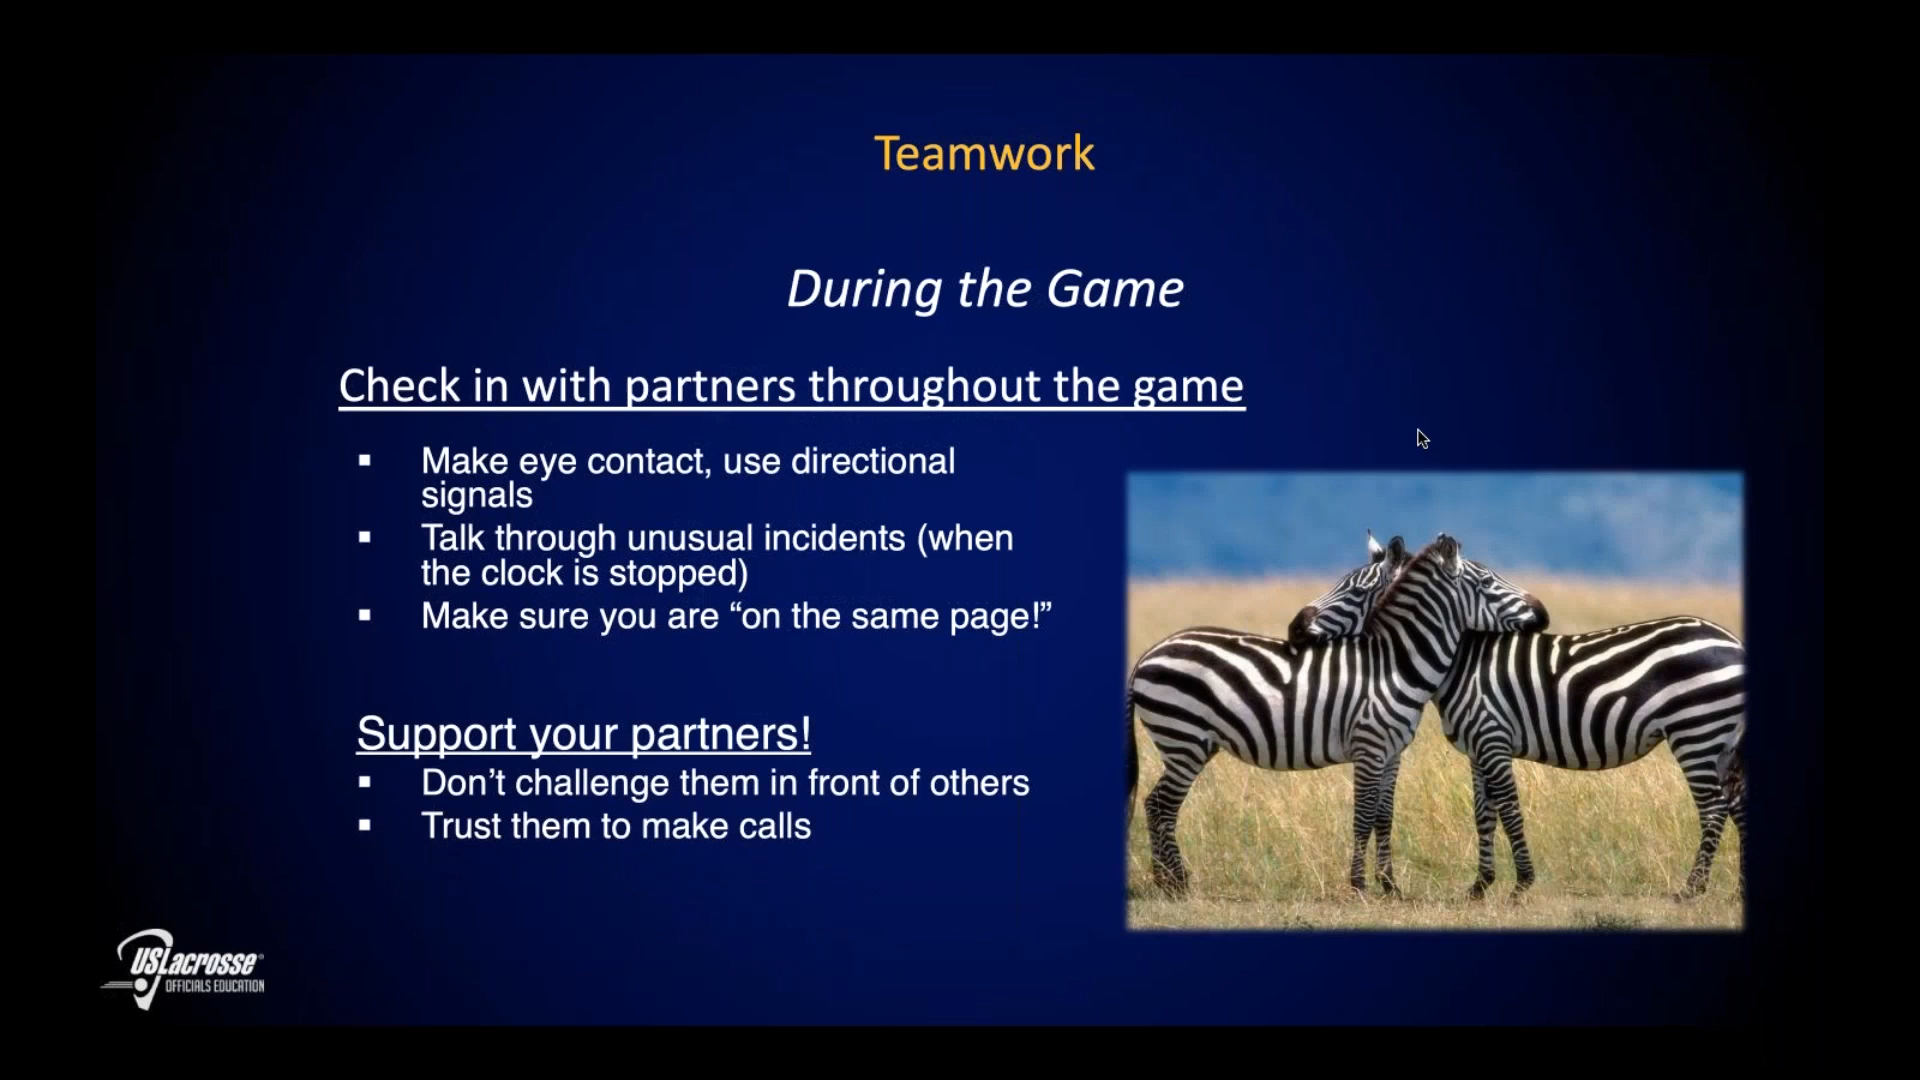 Teamwork
During the Game
Check in with partners throughout the game
▪ Make eye contact, use directional
signals
▪ Talk through unusual incidents (when
the clock is stopped)
▪ Make sure you are “on the same page!”
Support your partners!
▪ Don’t challenge them in front of others
▪ Trust them to make calls
USLacrosse®
OFFICIALS EDUCATION